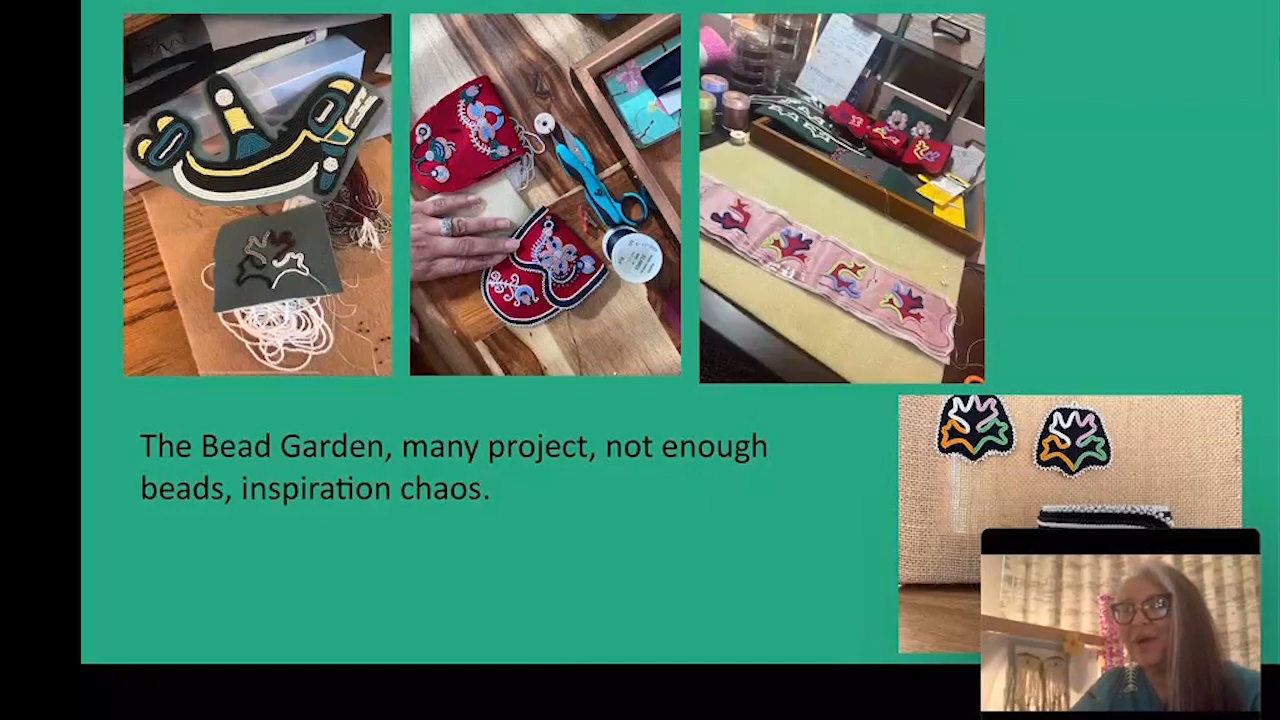 The Bead Garden, many project, not enough
beads, inspiration chaos.